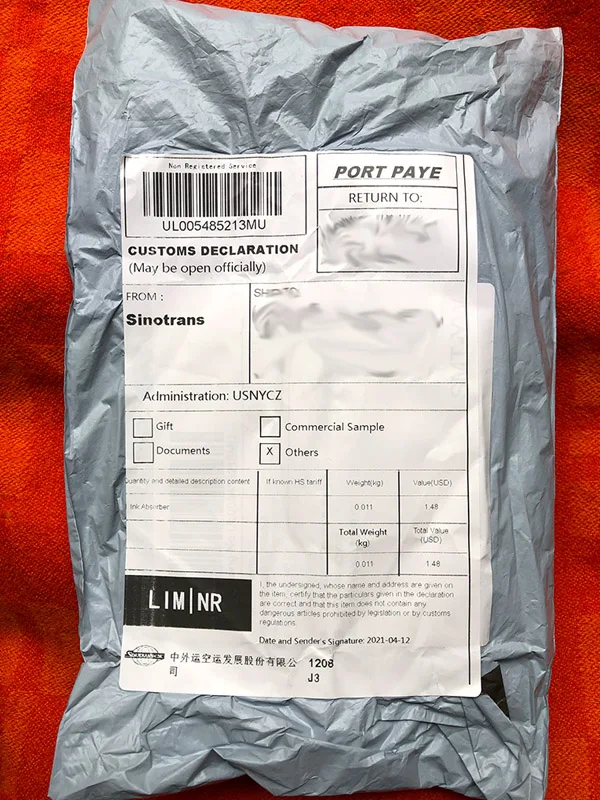 Non Registered Service
UL005485213MU
PORT PAYE
RETURN TO:
CUSTOMS DECLARATION
(May be open officially)
FROM :
Sinotrans
SHIP TO
Administration: USNYCZ
Gift
Commercial Sample
Documents
X Others
Quantity and detailed description content If known HS tariff Weight(kg) Value(USD)
Ink Absorber 0.011 1.48
Total Weight (kg) Total Value (USD)
0.011 1.48
LIM|NR
I, the undersigned, whose name and address are given on
the item, certify that the particulars given in the declaration
are correct and that this item does not contain any
dangerous articles prohibited by legislation or by customs
regulations.
Date and Sender's Signature: 2021-04-12
SINOTRANS
中外运空运发展股份有限公
司
1208
J3